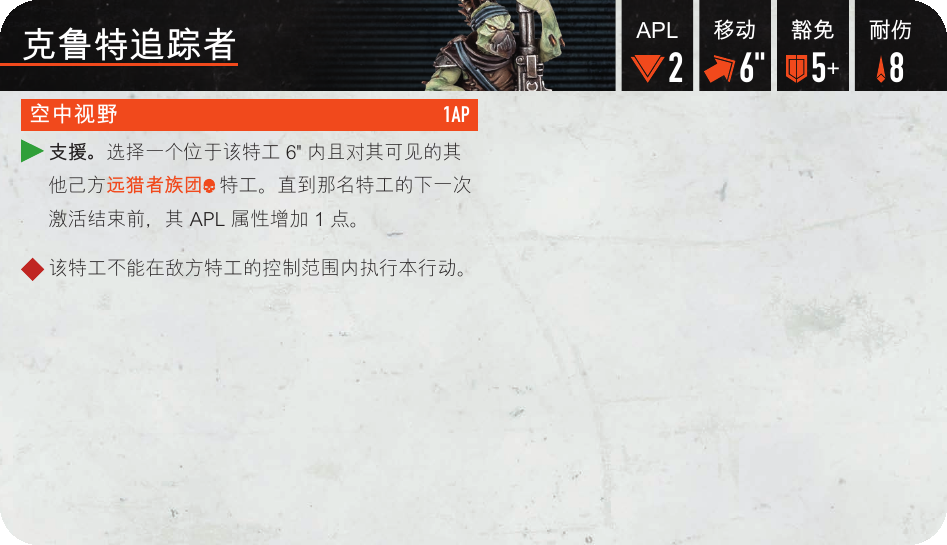 克鲁特追踪者
APL 移动 豁免 耐伤
2 6" 5+ 8
空中视野 1AP
支援。选择一个位于该特工 6" 内且对其可见的其
他己方远猎者族团特工。直到那名特工的下一次
激活结束前，其 APL 属性增加 1 点。
该特工不能在敌方特工的控制范围内执行本行动。